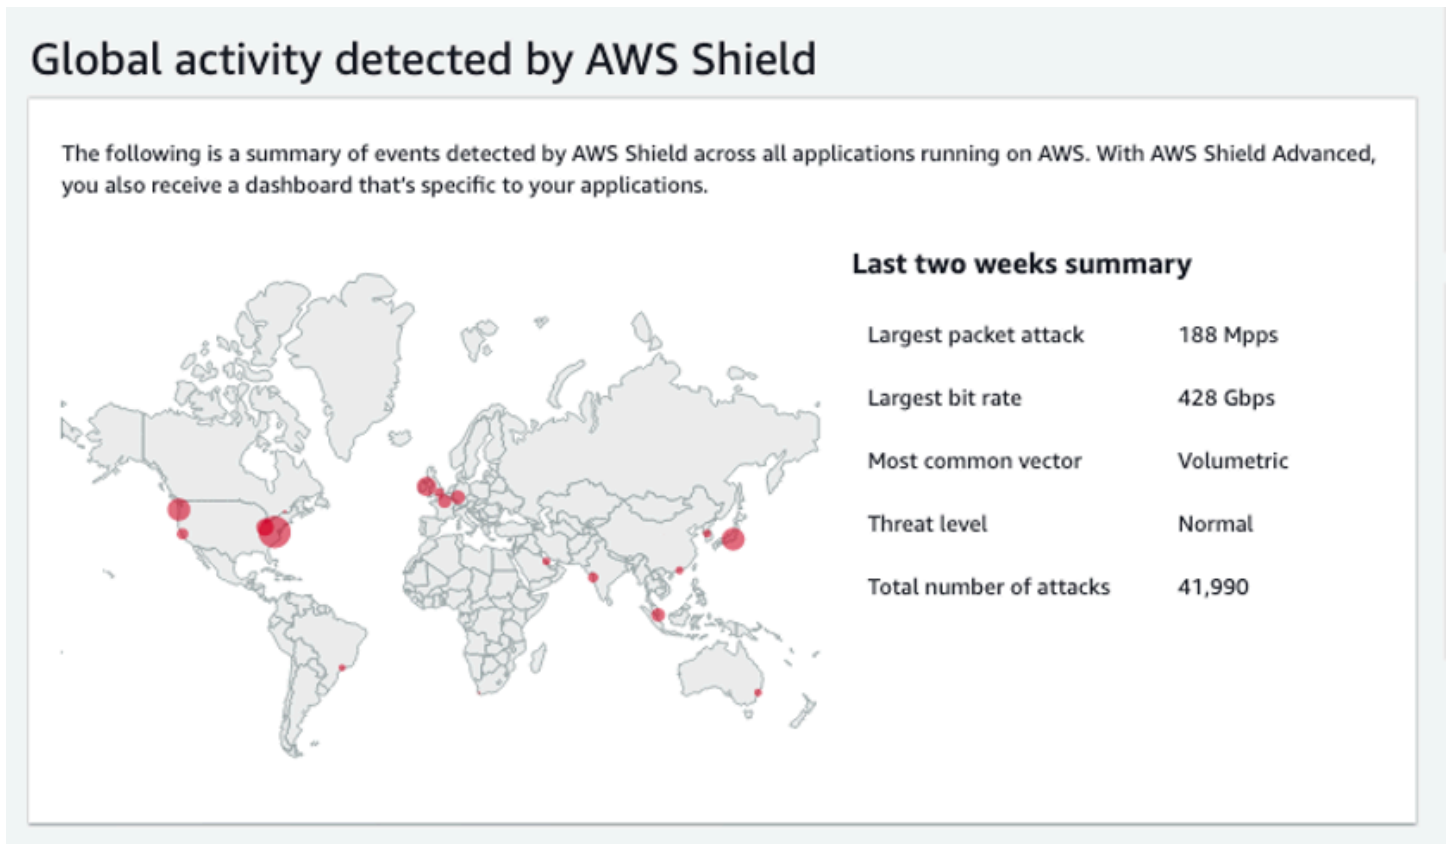 Global activity detected by AWS Shield
The following is a summary of events detected by AWS Shield across all applications running on AWS. With AWS Shield Advanced,
you also receive a dashboard that's specific to your applications.
Last two weeks summary
Largest packet attack 188 Mpps
Largest bit rate 428 Gbps
Most common vector Volumetric
Threat level Normal
Total number of attacks 41,990